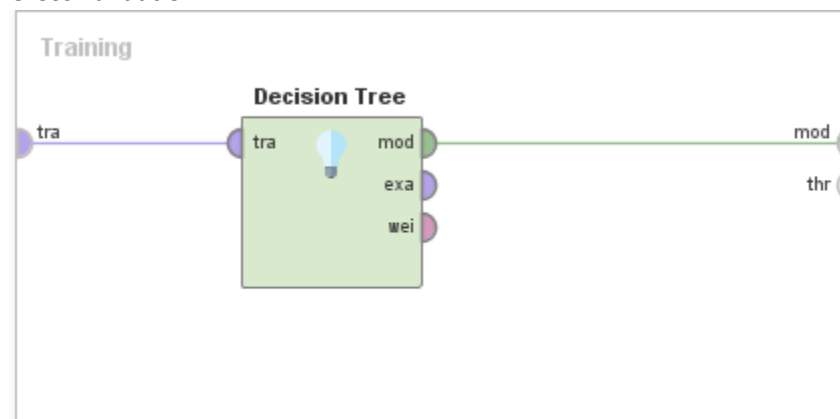 Training
Decision Tree
tra
tra
mod
mod
exa
thr
wei